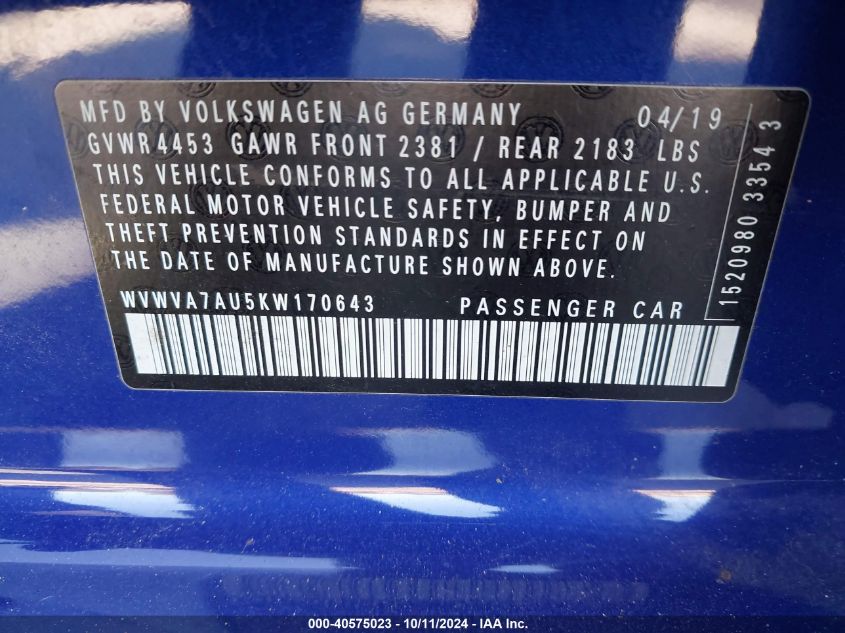 MFD BY VOLKSWAGEN AG GERMANY 04/19
GVWR 4453 GAWR FRONT 2381 / REAR 2183 LBS
THIS VEHICLE CONFORMS TO ALL APPLICABLE U.S.
FEDERAL MOTOR VEHICLE SAFETY, BUMPER AND
THEFT PREVENTION STANDARDS IN EFFECT ON
THE DATE OF MANUFACTURE SHOWN ABOVE.
WVWVA7AU5KW170643 PASSENGER CAR
1520980 3354 3
000-40575023 - 10/11/2024 - IAA Inc.